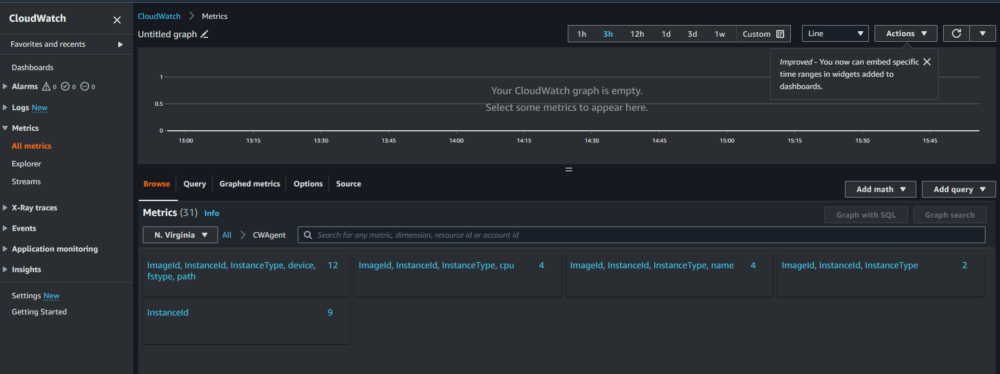 CloudWatch
Favorites and recents
Dashboards
Alarms 0 0 0
Logs New
Metrics
All metrics
Explorer
Streams
X-Ray traces
Events
Application monitoring
Insights
Settings New
Getting Started
CloudWatch Metrics
Untitled graph
1h 3h 12h 1d 3d 1w Custom
Line
Actions
Improved - You now can embed specific
time ranges in widgets added to
dashboards.
1
0.5
0
Your CloudWatch graph is empty.
Select some metrics to appear here.
13:00 13:15 13:30 13:45 14:00 14:15 14:30 14:45 15:00 15:15 15:30 15:45
Browse Query Graphed metrics Options Source
Add math Add query
Metrics (31) Info
Graph with SQL Graph search
N. Virginia All CWAgent Search for any metric, dimension, resource id or account id
ImageId, InstanceId, InstanceType, device, 12
fstype, path
ImageId, InstanceId, InstanceType, cpu 4
ImageId, InstanceId, InstanceType, name 4
ImageId, InstanceId, InstanceType 2
InstanceId 9